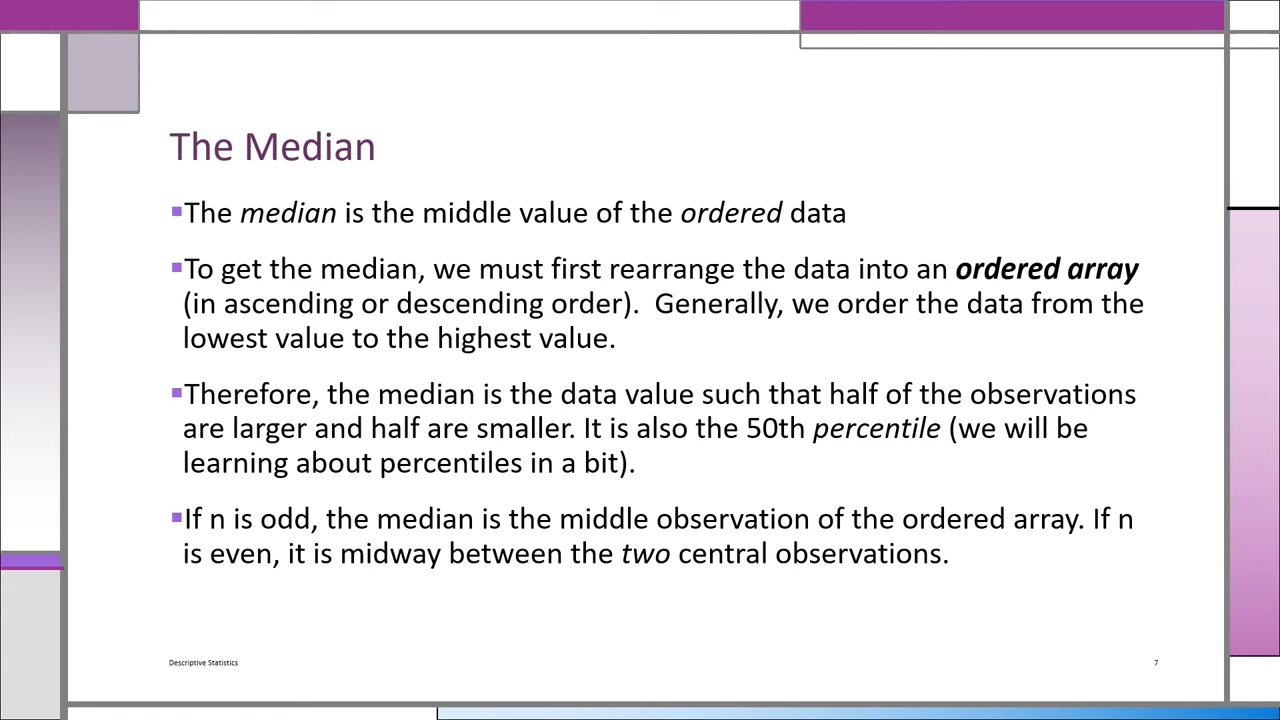 The Median
▪The median is the middle value of the ordered data
▪To get the median, we must first rearrange the data into an ordered array
(in ascending or descending order).  Generally, we order the data from the
lowest value to the highest value.
▪Therefore, the median is the data value such that half of the observations
are larger and half are smaller. It is also the 50th percentile (we will be
learning about percentiles in a bit).
▪If n is odd, the median is the middle observation of the ordered array. If n
is even, it is midway between the two central observations.
Descriptive Statistics
7